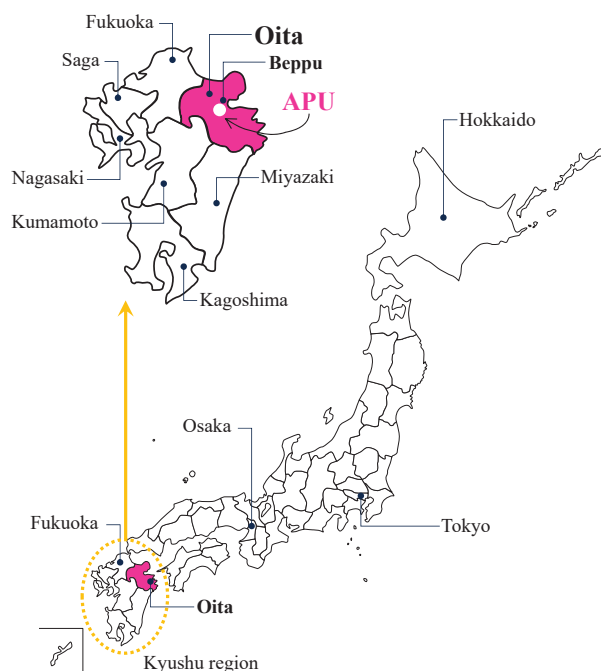 Fukuoka
Oita
Saga
Beppu
APU
Hokkaido
Nagasaki
Miyazaki
Kumamoto
Kagoshima
Osaka
Fukuoka
Tokyo
Oita
Kyushu region